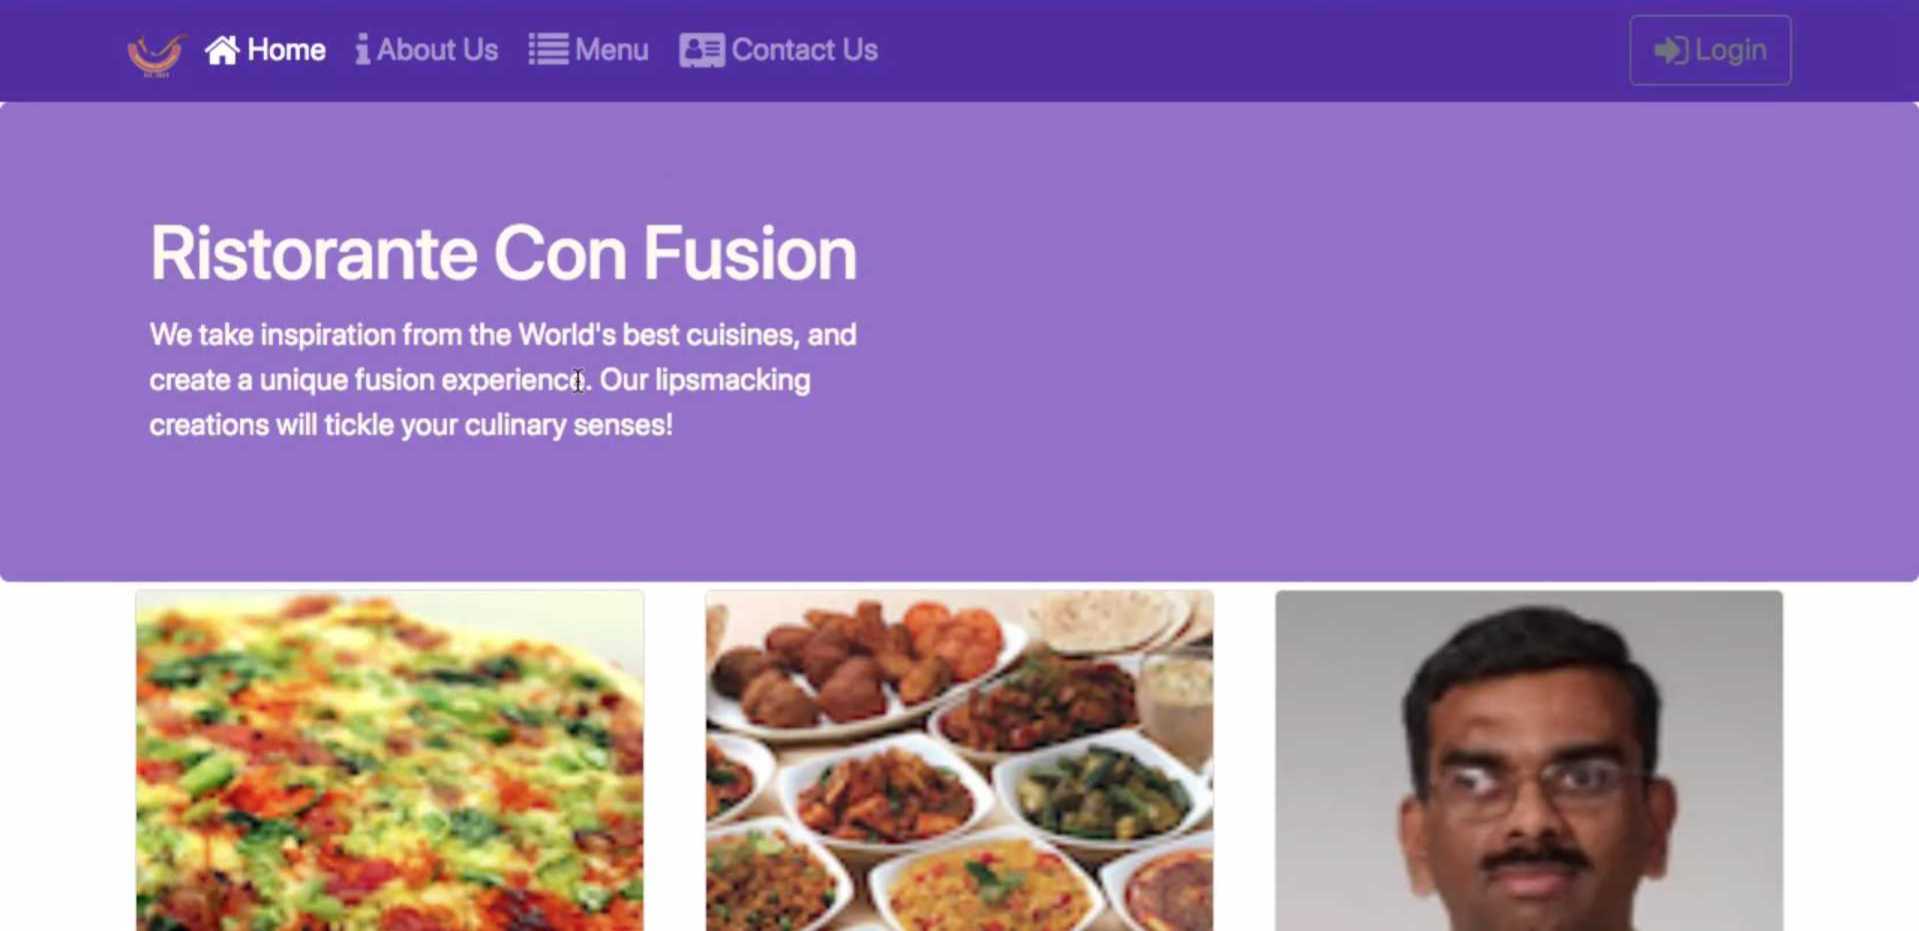 Home About Us Menu Contact Us Login
Ristorante Con Fusion
We take inspiration from the World's best cuisines, and
create a unique fusion experience. Our lipsmacking
creations will tickle your culinary senses!